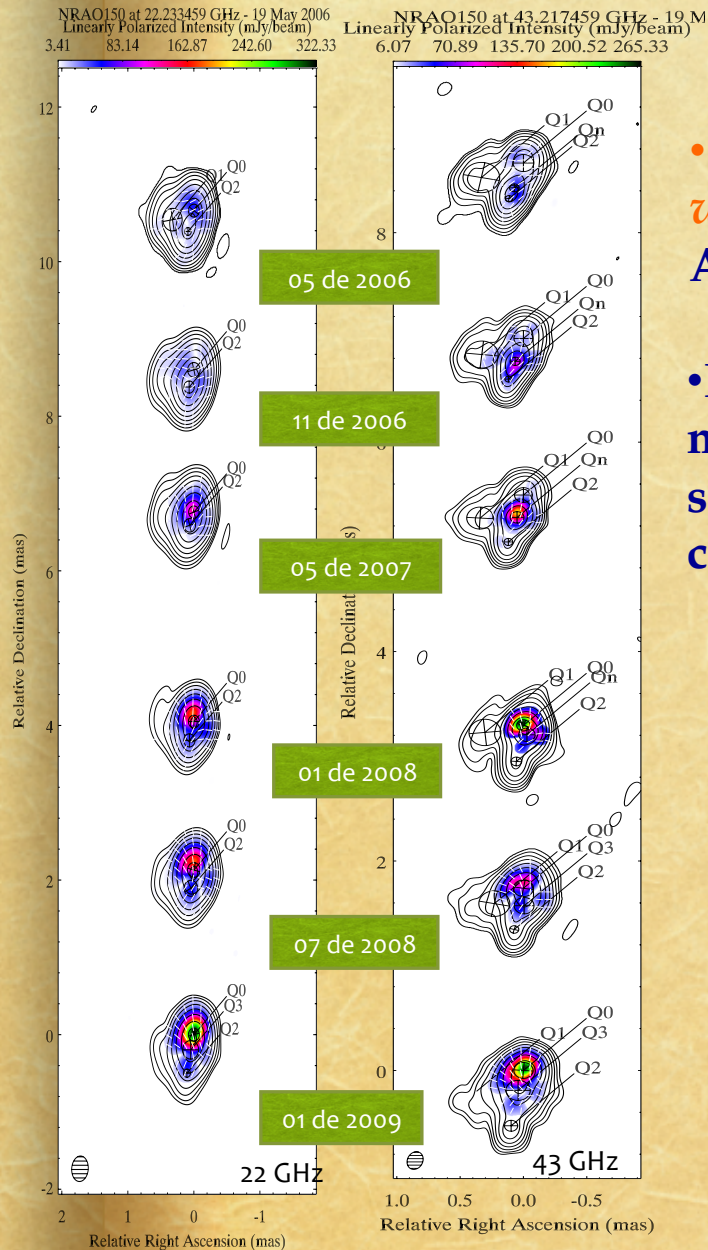 NRAO150 at 22.233459 GHz - 19 May 2006
Linearly Polarized Intensity (mJy/beam)
3.41 83.14 162.87 242.60 322.33
12
10
8
6
4
2
0
-2
2 1 0 -1
Relative Declination (mas)
Relative Right Ascension (mas)
Q1 Q0
Q2
Q0
Q2
Q0
Q2
Q0
Q2
Q0
Q2
Q0
Q3
Q2
22 GHz
05 de 2006
11 de 2006
05 de 2007
01 de 2008
07 de 2008
01 de 2009
NRAO150 at 43.217459 GHz - 19 M
Linearly Polarized Intensity (mJy/beam)
6.07 70.89 135.70 200.52 265.33
8
4
2
0
1.0 0.5 0.0 -0.5
Relative Declinat s)
Relative Right Ascension (mas)
Q1 Q0
Qn
Q2
Q1 Q0
Qn
Q2
Q1 Q0
Qn
Q2
Q1 Q0
Qn
Q2
Q1 Q0
Q3
Q2
Q1 Q0
Q3
Q2
43 GHz
A
m
s
c